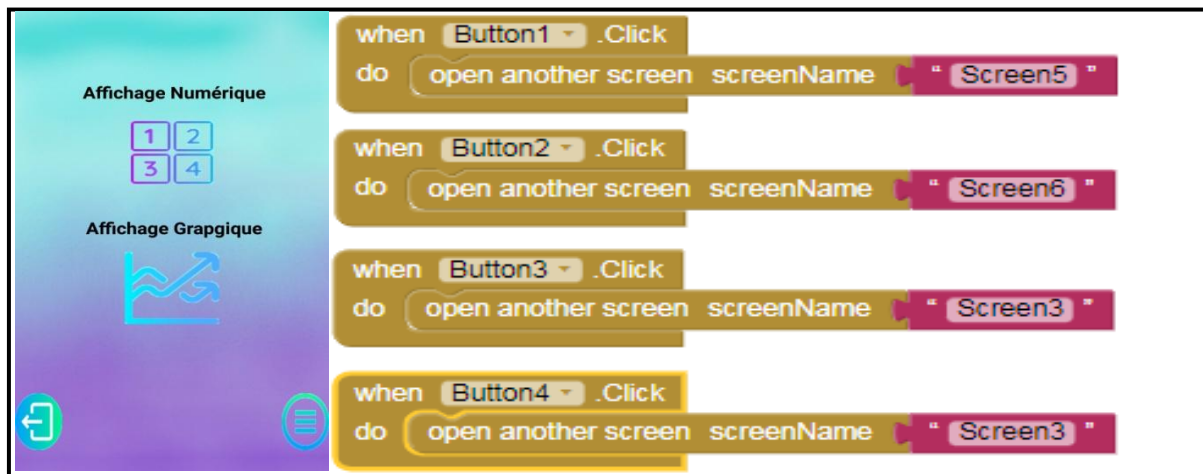 Affichage Numérique
1 2
3 4
Affichage Grapgique
when Button1 .Click
do open another screen screenName " Screen5 "
when Button2 .Click
do open another screen screenName " Screen6 "
when Button3 .Click
do open another screen screenName " Screen3 "
when Button4 .Click
do open another screen screenName " Screen3 "